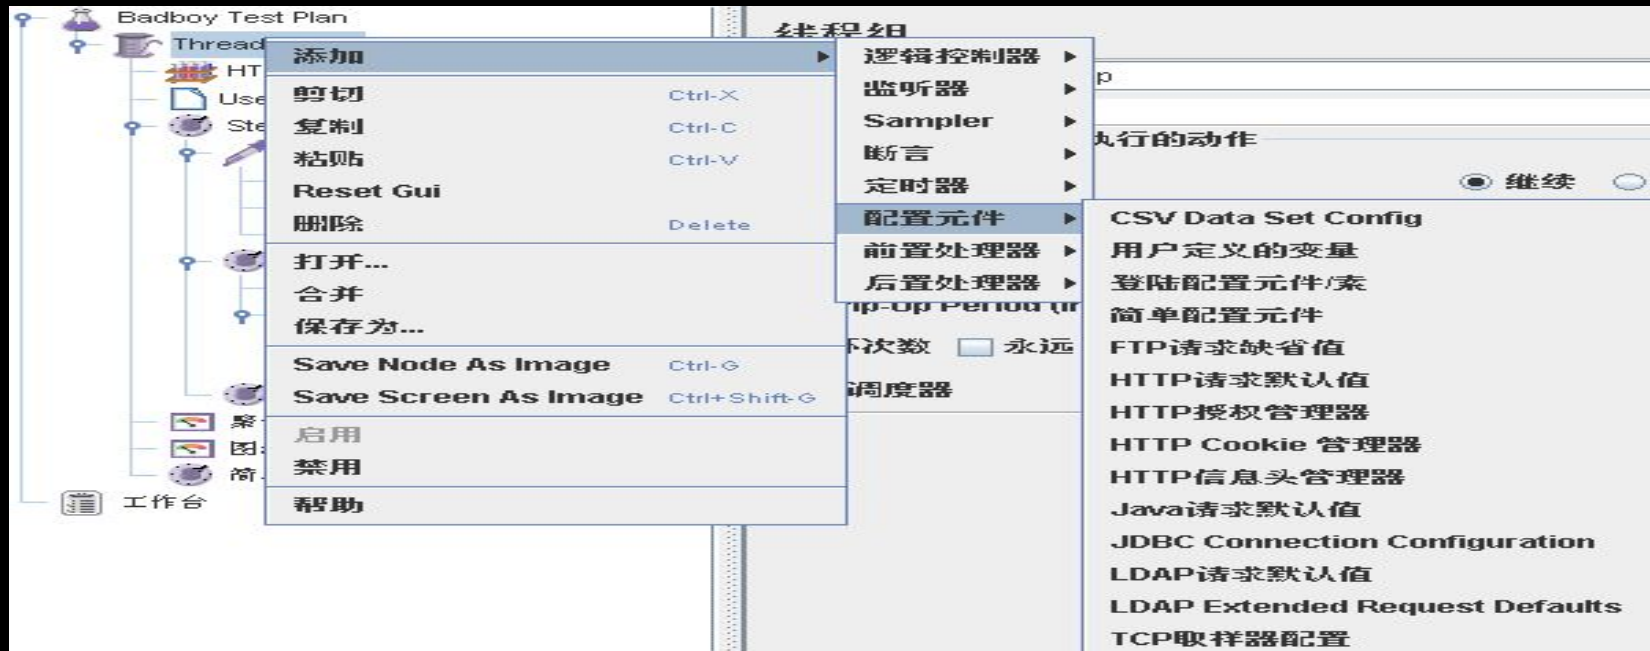 Badboy Test Plan
Thread
HT
Use
Ste
工作台
添加
剪切 Ctrl-X
复制 Ctrl-C
粘贴 Ctrl-V
Reset Gui
删除 Delete
打开...
合并
保存为...
Save Node As Image Ctrl-G
Save Screen As Image Ctrl+Shift-G
启用
禁用
帮助
逻辑控制器
监听器
Sampler
断言
定时器
配置元件
前置处理器
后置处理器
线程组
p
执行的动作
继续
次数 永远
调度器
CSV Data Set Config
用户定义的变量
登陆配置元件/素
简单配置元件
FTP请求缺省值
HTTP请求默认值
HTTP授权管理器
HTTP Cookie 管理器
HTTP信息头管理器
Java请求默认值
JDBC Connection Configuration
LDAP请求默认值
LDAP Extended Request Defaults
TCP取样器配置